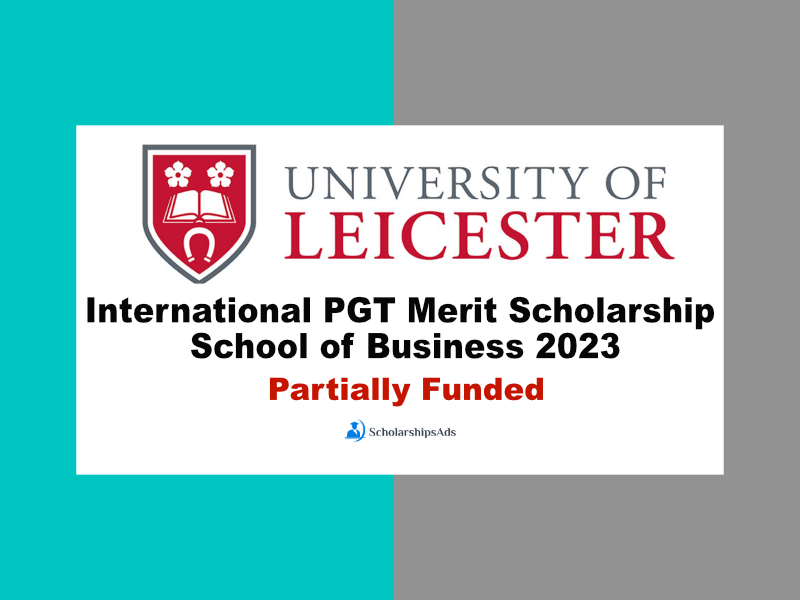 UNIVERSITY OF
LEICESTER
International PGT Merit Scholarship
School of Business 2023
Partially Funded
ScholarshipsAds